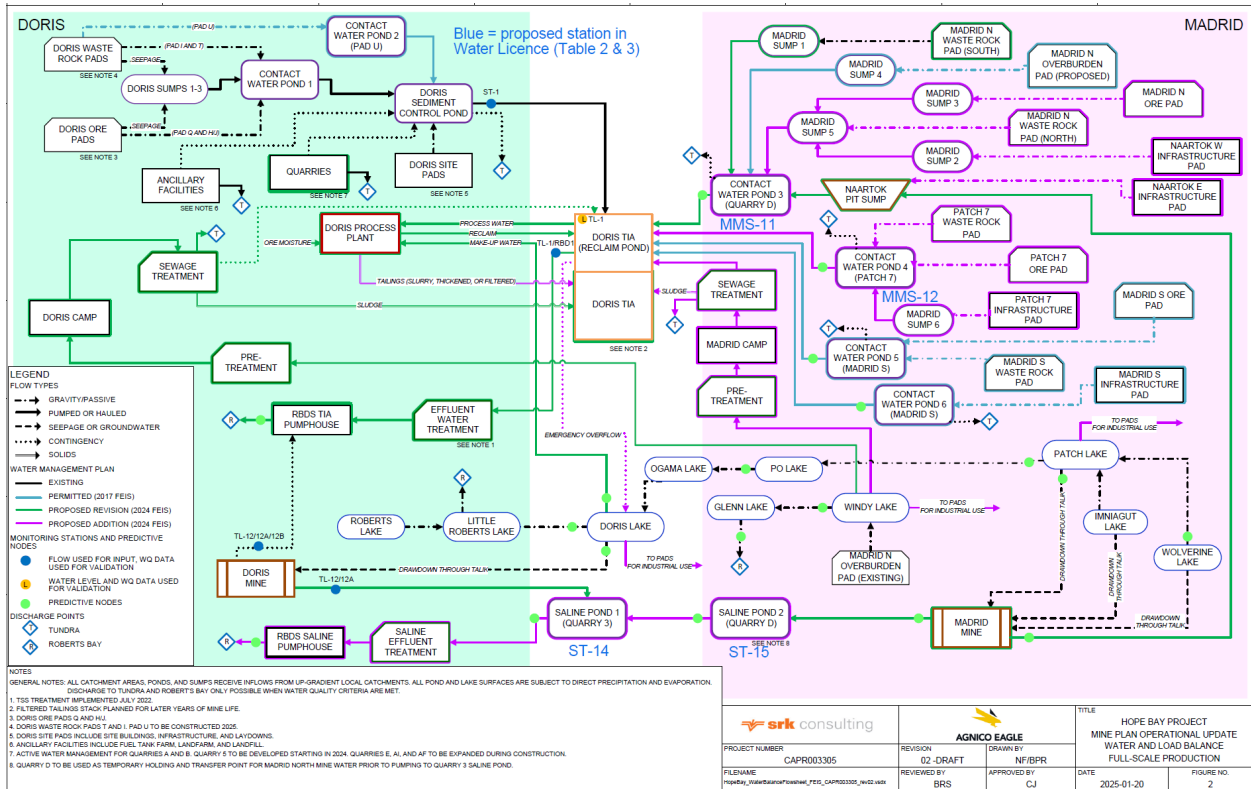 DORIS
MADRID
Blue = proposed station in
Water Licence (Table 2 & 3)
(PAD U)
CONTACT
WATER POND 2
(PAD U)
DORIS WASTE
ROCK PADS
SEE NOTE 4
(PAD I AND T)
SEEPAGE
DORIS SUMPS 1-3
CONTACT
WATER POND 1
DORIS
SEDIMENT
CONTROL POND
ST-1
DORIS ORE
PADS
SEE NOTE 3
SEEPAGE
(PAD Q AND HU)
ANCILLARY
FACILITIES
SEE NOTE 6
T
QUARRIES
SEE NOTE 7
T
DORIS SITE
PADS
SEE NOTE 5
T
MADRID
SUMP 1
MADRID N
WASTE ROCK
PAD (SOUTH)
MADRID
SUMP 4
MADRID N
OVERBURDEN
PAD (PROPOSED)
MADRID
SUMP 3
MADRID N
ORE PAD
MADRID
SUMP 5
MADRID N
WASTE ROCK
PAD (NORTH)
MADRID
SUMP 2
NAARTOK W
INFRASTRUCTURE
PAD
NAARTOK E
INFRASTRUCTURE
PAD
T
CONTACT
WATER POND 3
(QUARRY D)
MMS-11
NAARTOK
PIT SUMP
PATCH 7
WASTE ROCK
PAD
T
CONTACT
WATER POND 4
(PATCH 7)
MMS-12
PATCH 7
ORE PAD
MADRID
SUMP 6
PATCH 7
INFRASTRUCTURE
PAD
MADRID S ORE
PAD
T
CONTACT
WATER POND 5
(MADRID S)
MADRID S
WASTE ROCK
PAD
CONTACT
WATER POND 6
(MADRID S)
MADRID S
INFRASTRUCTURE
PAD
T
DORIS PROCESS
PLANT
ORE MOISTURE
PROCESS WATER
RECLAIM
MAKE-UP WATER
TAILINGS (SLURRY, THICKENED, OR FILTERED)
L
TL-1
TL-1/RBD1
DORIS TIA
(RECLAIM POND)
DORIS TIA
SEE NOTE 2
SEWAGE
TREATMENT
T
SLUDGE
DORIS CAMP
PRE-
TREATMENT
SEWAGE
TREATMENT
SLUDGE
T
MADRID CAMP
PRE-
TREATMENT
R
RBDS TIA
PUMPHOUSE
EFFLUENT
WATER
TREATMENT
SEE NOTE 1
EMERGENCY OVERFLOW
R
ROBERTS
LAKE
LITTLE
ROBERTS LAKE
DORIS LAKE
OGAMA LAKE
PO LAKE
GLENN LAKE
R
WINDY LAKE
MADRID N
OVERBURDEN
PAD (EXISTING)
TO PADS
FOR INDUSTRIAL USE
TO PADS
FOR INDUSTRIAL USE
TO PADS
FOR INDUSTRIAL USE
PATCH LAKE
IMNIAGUT
LAKE
WOLVERINE
LAKE
DRAWDOWN THROUGH TALIK
DRAWDOWN
THROUGH TALIK
DRAWDOWN
THROUGH TALIK
TL-12/12A/12B
DORIS
MINE
DRAWDOWN THROUGH TALIK
TL-12/12A
R
RBDS SALINE
PUMPHOUSE
SALINE
EFFLUENT
TREATMENT
SALINE POND 1
(QUARRY 3)
ST-14
SALINE POND 2
(QUARRY D)
SEE NOTE 8
ST-15
MADRID
MINE
LEGEND
FLOW TYPES
GRAVITY/PASSIVE
PUMPED OR HAULED
SEEPAGE OR GROUNDWATER
CONTINGENCY
SOLIDS
WATER MANAGEMENT PLAN
EXISTING
PERMITTED (2017 FEIS)
PROPOSED REVISION (2024 FEIS)
PROPOSED ADDITION (2024 FEIS)
MONITORING STATIONS AND PREDICTIVE
NODES
FLOW USED FOR INPUT, WQ DATA
USED FOR VALIDATION
L
WATER LEVEL AND WQ DATA USED
FOR VALIDATION
PREDICTIVE NODES
DISCHARGE POINTS
T
TUNDRA
R
ROBERTS BAY
NOTES
GENERAL NOTES: ALL CATCHMENT AREAS, PONDS, AND SUMPS RECEIVE INFLOWS FROM UP-GRADIENT LOCAL CATCHMENTS. ALL POND AND LAKE SURFACES ARE SUBJECT TO DIRECT PRECIPITATION AND EVAPORATION.
DISCHARGE TO TUNDRA AND ROBERT'S BAY ONLY POSSIBLE WHEN WATER QUALITY CRITERIA ARE MET.
1. TSS TREATMENT IMPLEMENTED JULY 2022.
2. FILTERED TAILINGS STACK PLANNED FOR LATER YEARS OF MINE LIFE.
3. DORIS ORE PADS Q AND HU.
4. DORIS WASTE ROCK PADS T AND I. PAD U TO BE CONSTRUCTED 2025.
5. DORIS SITE PADS INCLUDE SITE BUILDINGS, INFRASTRUCTURE, AND LAYDOWNS.
6. ANCILLARY FACILITIES INCLUDE FUEL TANK FARM, LANDFARM, AND LANDFILL.
7. ACTIVE WATER MANAGEMENT FOR QUARRIES A AND B. QUARRY 5 TO BE DEVELOPED STARTING IN 2024. QUARRIES E, AI, AND AF TO BE EXPANDED DURING CONSTRUCTION.
8. QUARRY D TO BE USED AS TEMPORARY HOLDING AND TRANSFER POINT FOR MADRID NORTH MINE WATER PRIOR TO PUMPING TO QUARRY 3 SALINE POND.
srk consulting
AGNICO EAGLE
TITLE
HOPE BAY PROJECT
MINE PLAN OPERATIONAL UPDATE
WATER AND LOAD BALANCE
FULL-SCALE PRODUCTION
PROJECT NUMBER
CAPR003305
REVISION
02 -DRAFT
DRAWN BY
NF/BPR
FILENAME
HopeBay_WaterBalanceFlowsheet_FEIS_CAPR003305_rev02.vsdx
REVIEWED BY
BRS
APPROVED BY
CJ
DATE
2025-01-20
FIGURE NO.
2